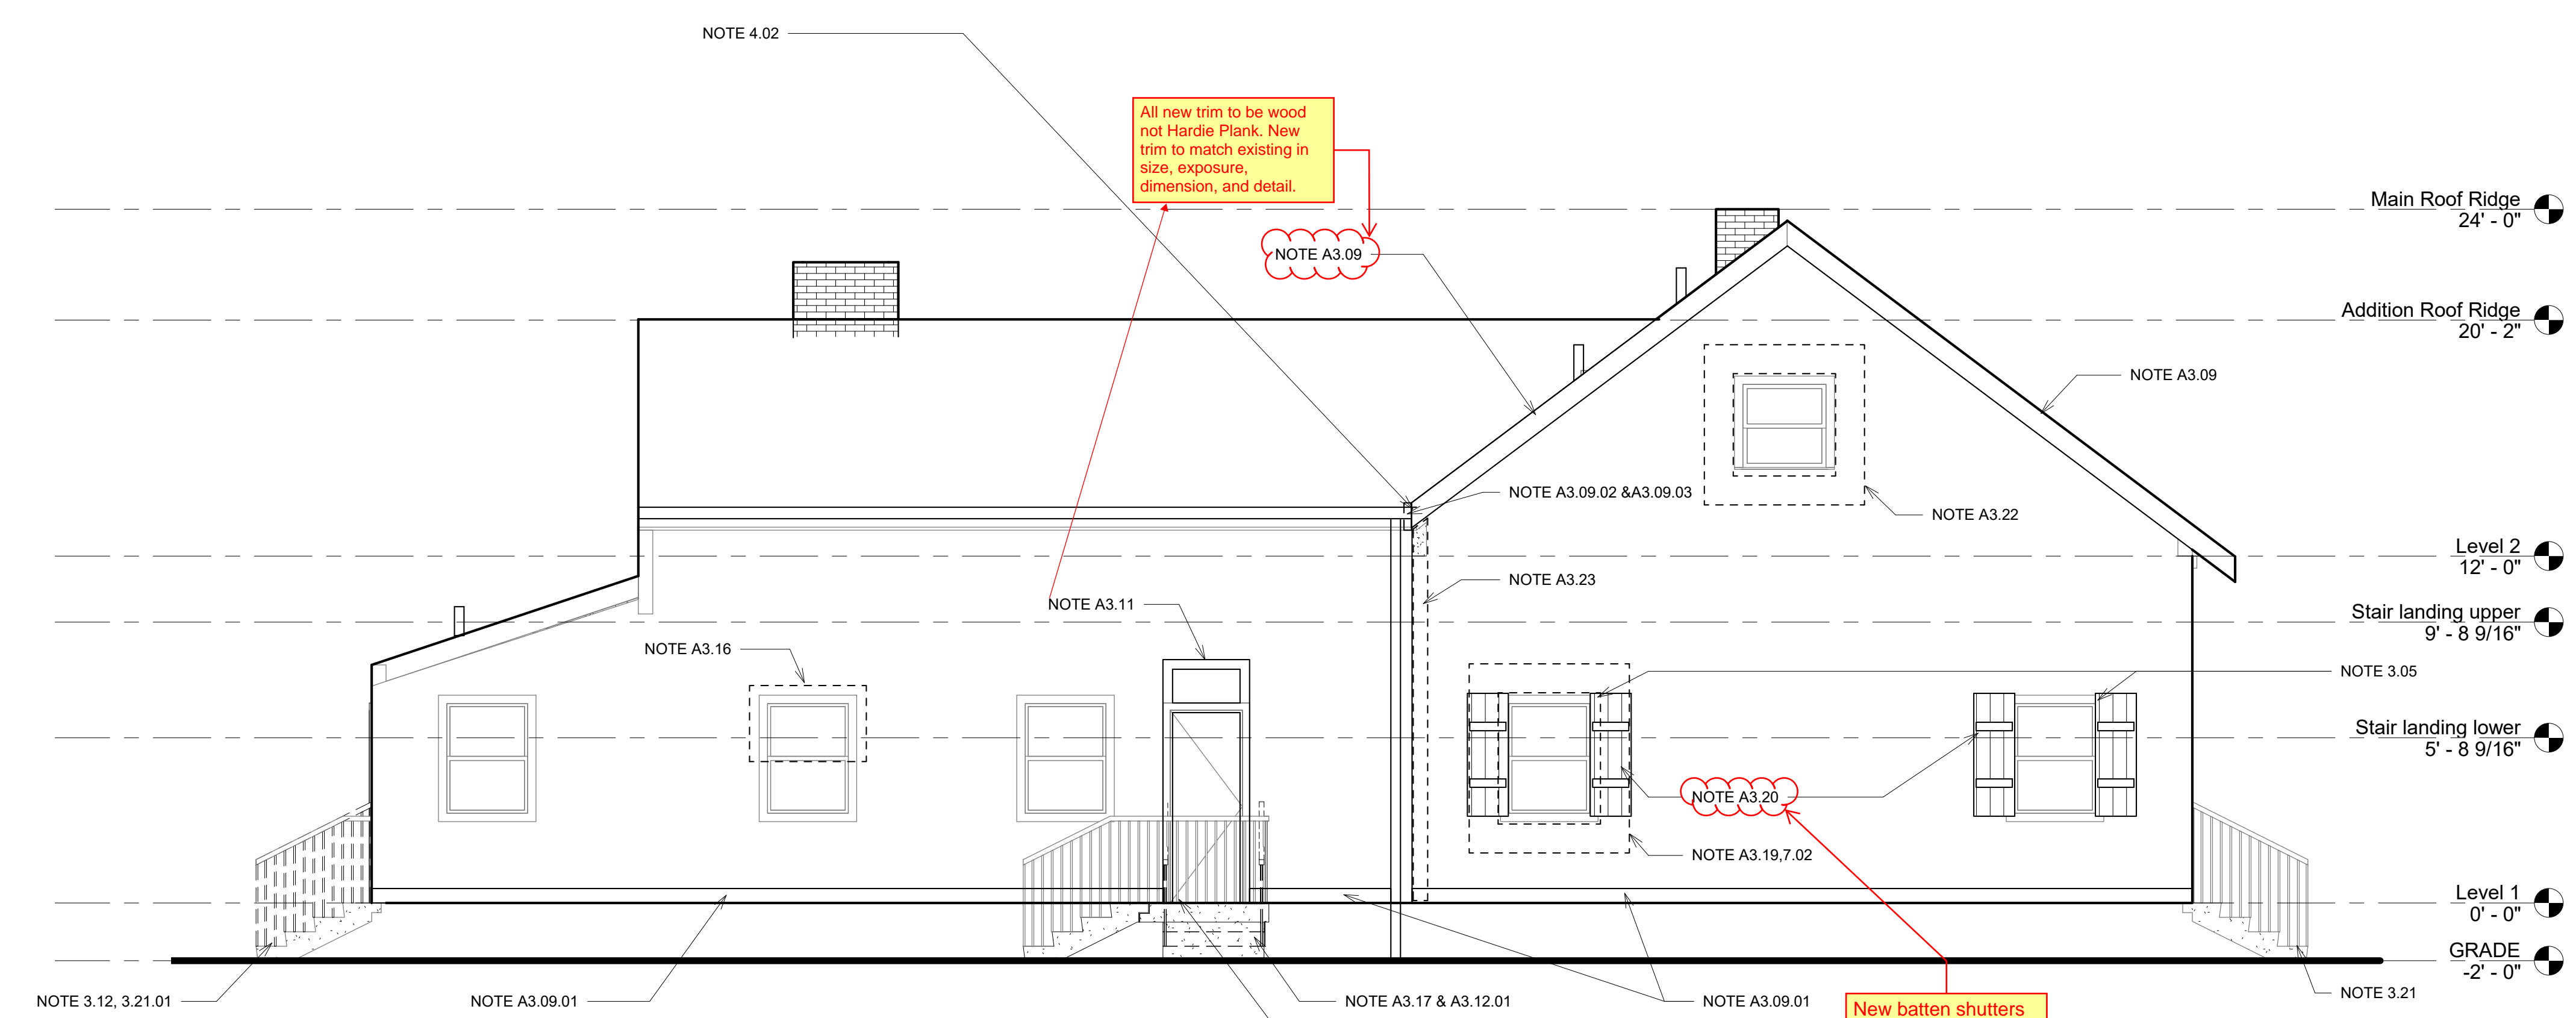 NOTE 4.02
All new trim to be wood
not Hardie Plank. New
trim to match existing in
size, exposure,
dimension, and detail.
Main Roof Ridge
24' - 0"
NOTE A3.09
Addition Roof Ridge
20' - 2"
NOTE A3.09
NOTE A3.09.02 &A3.09.03
NOTE A3.22
Level 2
12' - 0"
NOTE A3.23
NOTE A3.11
Stair landing upper
9' - 8 9/16"
NOTE A3.16
NOTE 3.05
Stair landing lower
5' - 8 9/16"
NOTE A3.20
NOTE A3.19,7.02
Level 1
0' - 0"
GRADE
-2' - 0"
NOTE 3.12, 3.21.01
NOTE A3.09.01
NOTE A3.17 & A3.12.01
NOTE A3.09.01
NOTE 3.21
New batten shutters